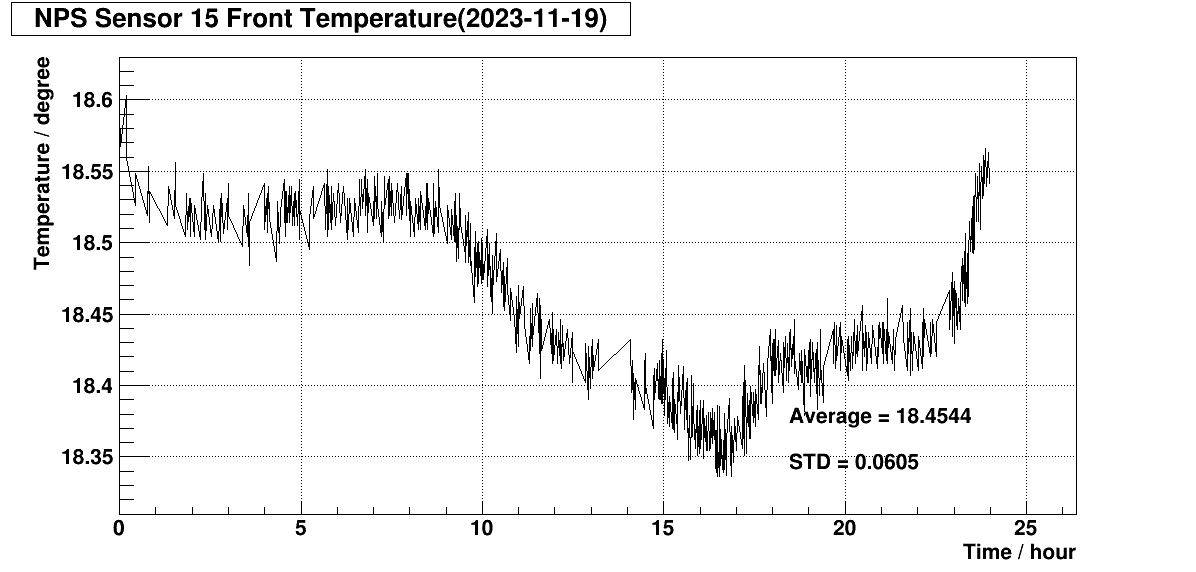 NPS Sensor 15 Front Temperature(2023-11-19)
Temperature / degree
18.6
18.55
18.5
18.45
18.4
18.35
Average = 18.4544
STD = 0.0605
0 5 10 15 20 25
Time / hour